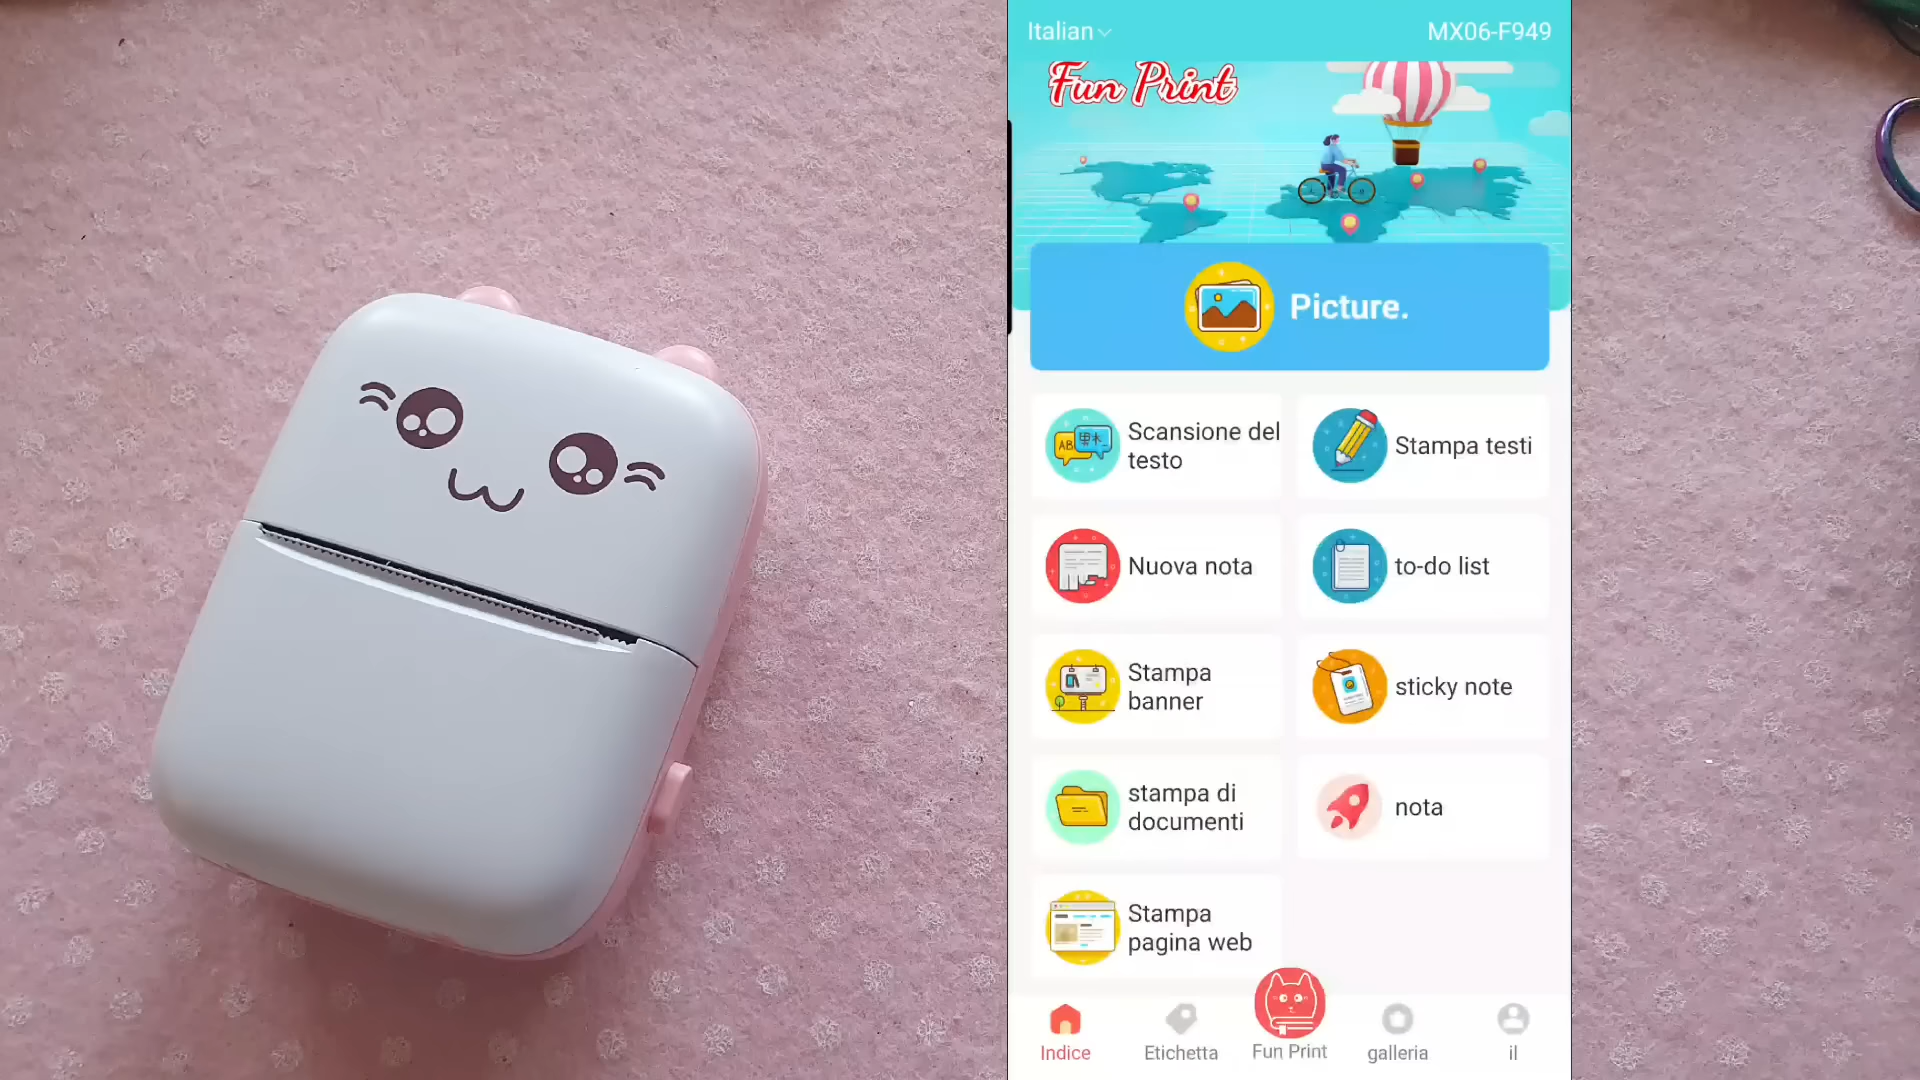 Italian
MX06-F949
Fun Print
Picture.
Scansione del
testo
Stampa testi
Nuova nota
to-do list
Stampa
banner
sticky note
stampa di
documenti
nota
Stampa
pagina web
Indice
Etichetta
Fun Print
galleria
il